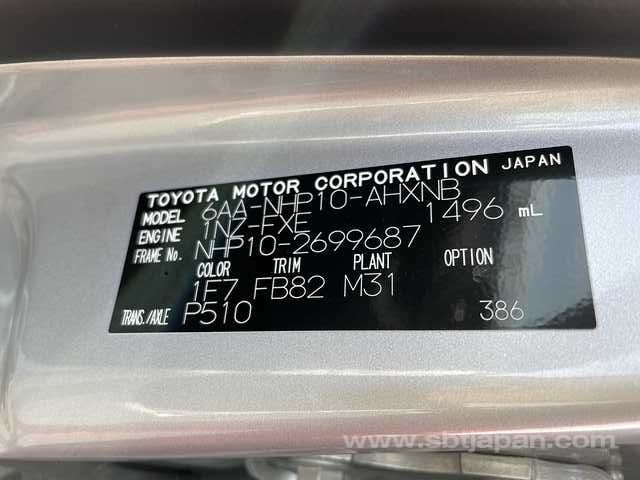 TOYOTA MOTOR CORPORATION JAPAN
MODEL 6AA-NHP10-AHXNB
ENGINE 1NZ-FXE 1496 mL
FRAME No. NHP10-2699687
COLOR TRIM PLANT OPTION
1F7 FB82 M31
TRANS./AXLE P510 386
www.sbtjapan.com